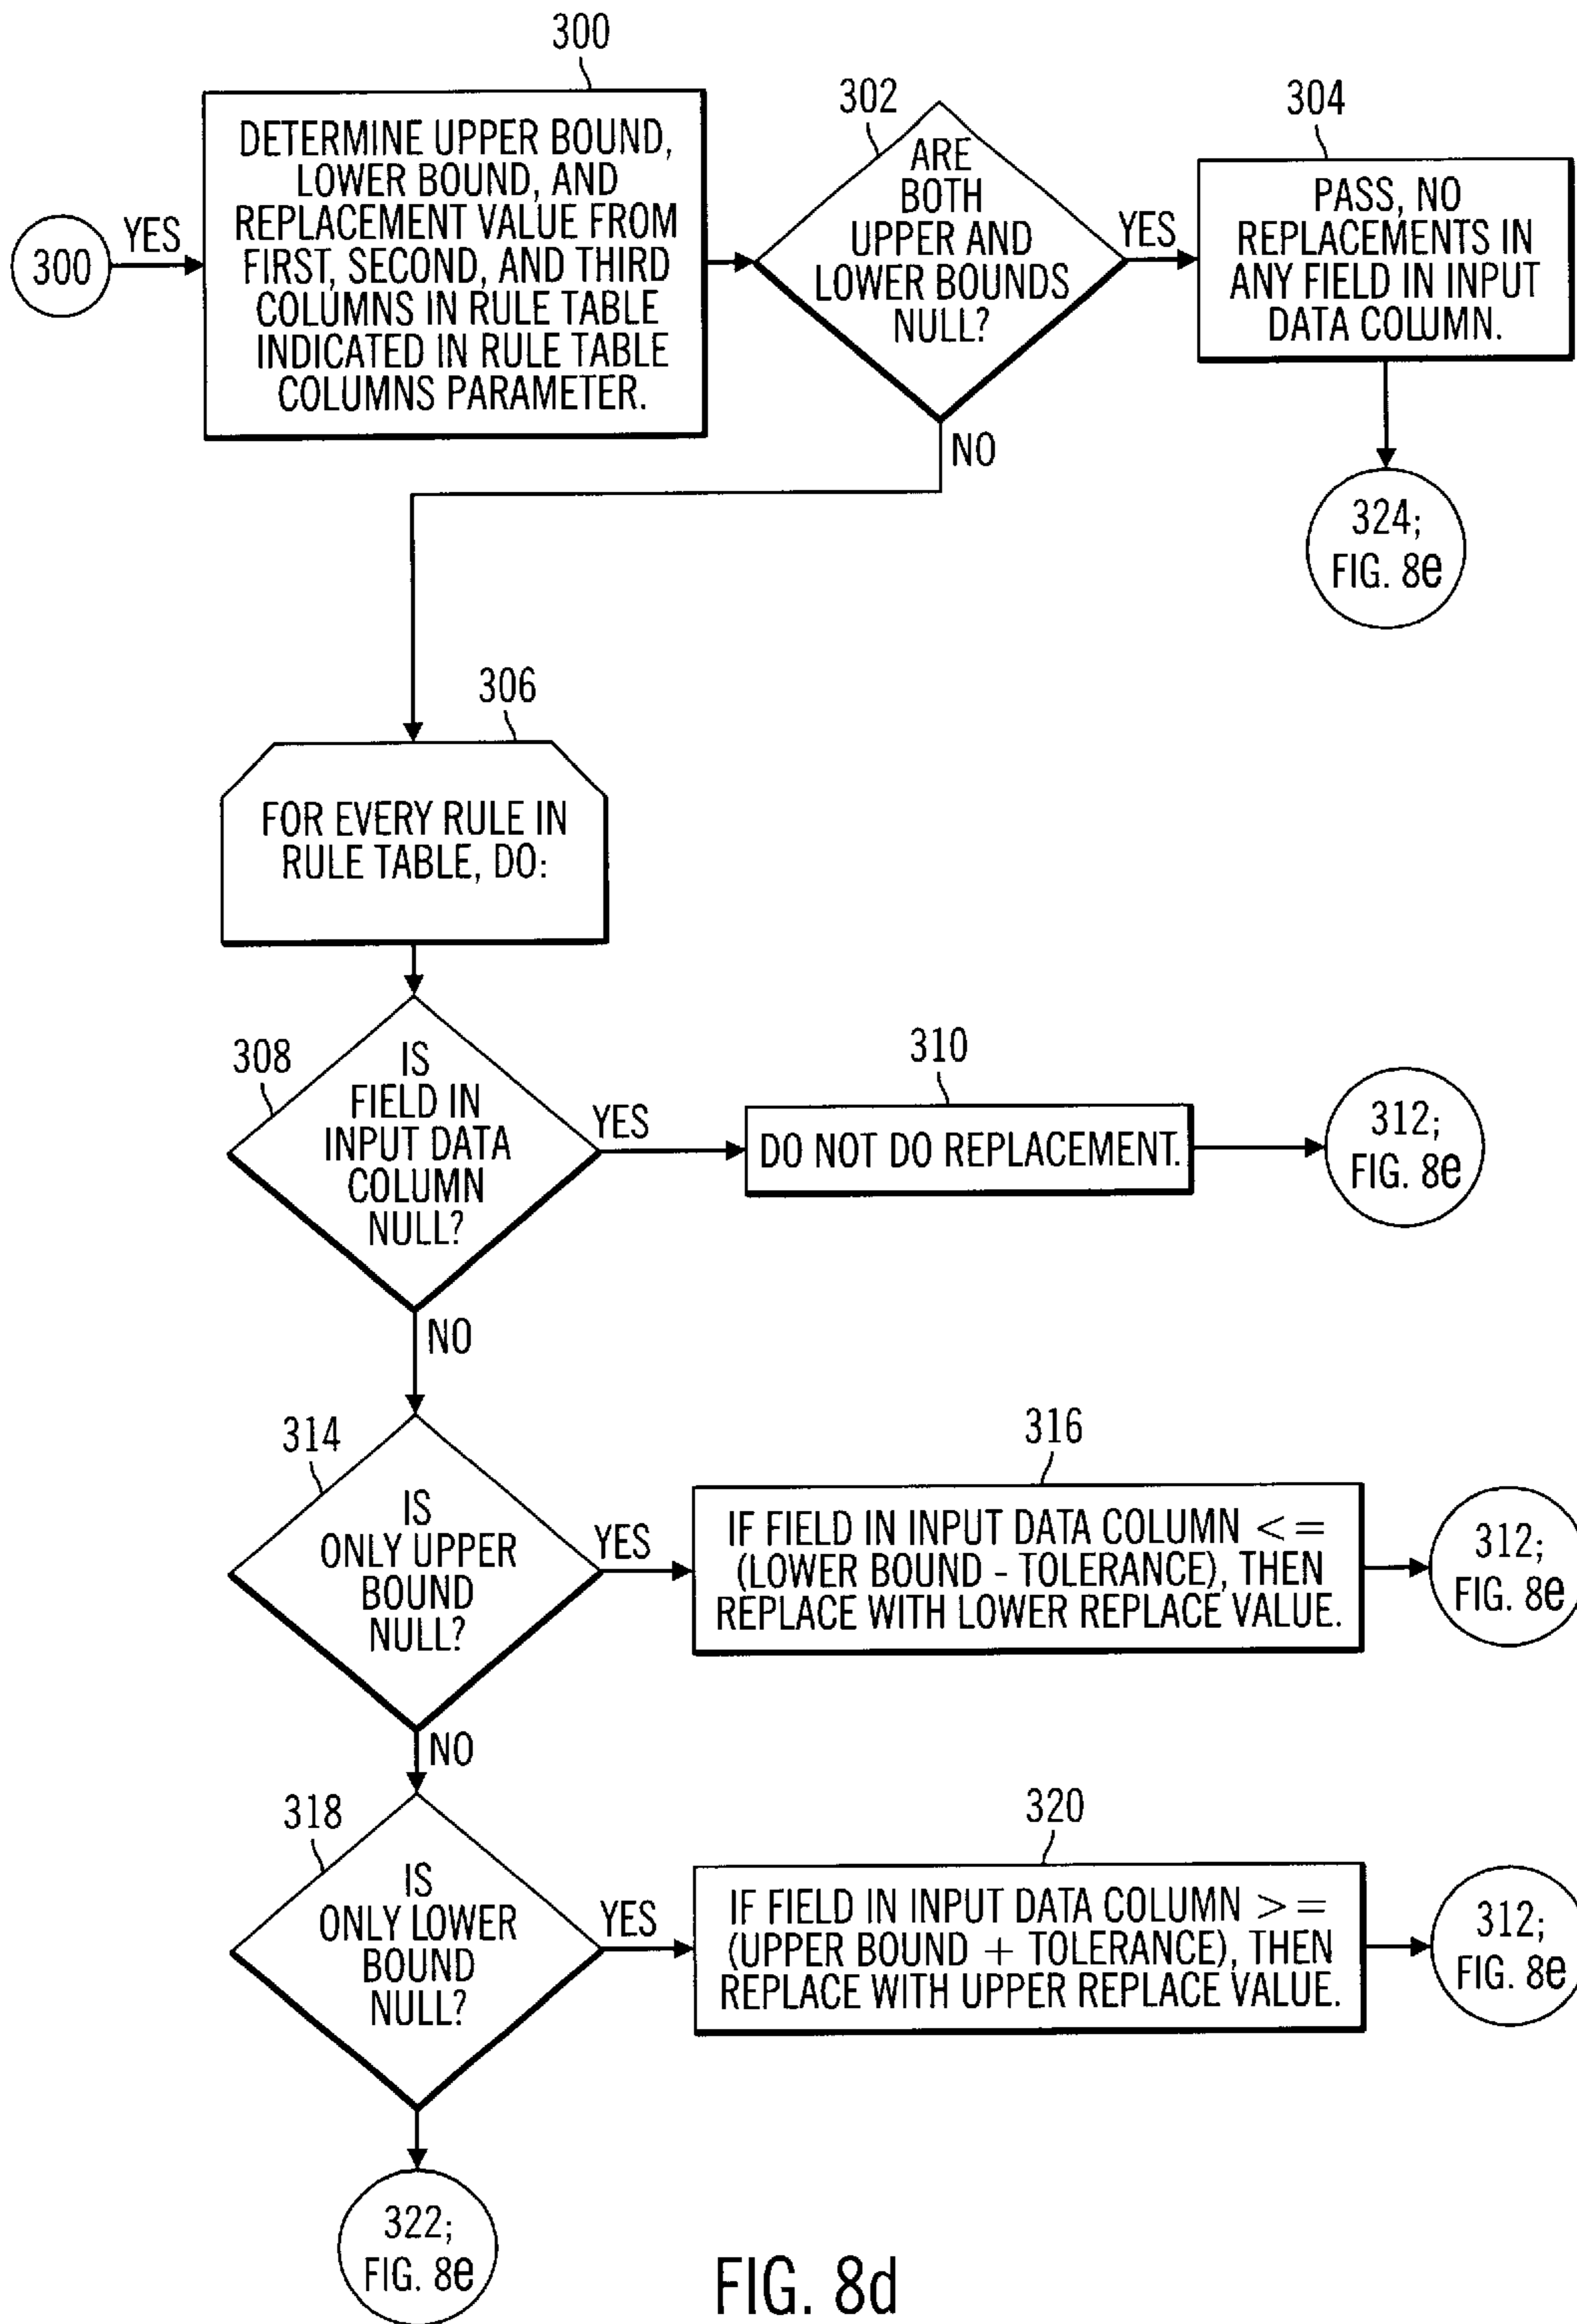 300
DETERMINE UPPER BOUND,
LOWER BOUND, AND
REPLACEMENT VALUE FROM
FIRST, SECOND, AND THIRD
COLUMNS IN RULE TABLE
INDICATED IN RULE TABLE
COLUMNS PARAMETER.
300
YES
302
ARE
BOTH
UPPER AND
LOWER BOUNDS
NULL?
YES
304
PASS, NO
REPLACEMENTS IN
ANY FIELD IN INPUT
DATA COLUMN.
NO
324;
FIG. 8e
306
FOR EVERY RULE IN
RULE TABLE, DO:
308
IS
FIELD IN
INPUT DATA
COLUMN
NULL?
YES
310
DO NOT DO REPLACEMENT.
312;
FIG. 8e
NO
314
IS
ONLY UPPER
BOUND
NULL?
YES
316
IF FIELD IN INPUT DATA COLUMN <=
(LOWER BOUND - TOLERANCE), THEN
REPLACE WITH LOWER REPLACE VALUE.
312;
FIG. 8e
NO
318
IS
ONLY LOWER
BOUND
NULL?
YES
320
IF FIELD IN INPUT DATA COLUMN >=
(UPPER BOUND + TOLERANCE), THEN
REPLACE WITH UPPER REPLACE VALUE.
312;
FIG. 8e
322;
FIG. 8e
FIG. 8d